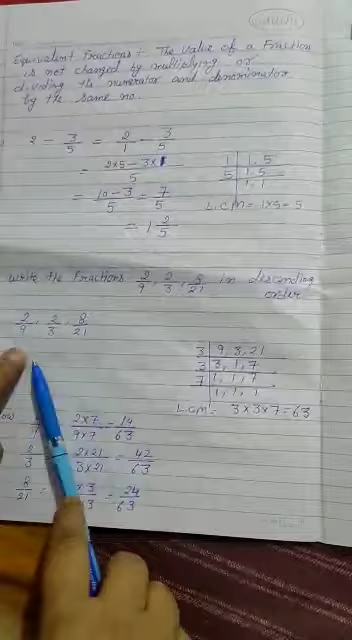 Equivalent Fractions:- The value of a Fraction
is not changed by multiplying or
dividing the numerator and denominator
by the same no.
2 - 3/5 = 2/1 - 3/5
= 2×5 - 3×1 / 5
= 10-3/5 = 7/5
= 1 2/5
1 | 1, 5
5 | 1, 5
1, 1
L.C.M = 1×5 = 5
Write the fractions 2/9, 2/3, 8/21 in descending
order
2/9, 2/3, 8/21
3 | 9, 3, 21
3 | 3, 1, 7
7 | 1, 1, 7
1, 1, 1
LCM = 3×3×7 = 63
2×7/9×7 = 14/63
2/3 2×21/3×21 = 42/63
8/21 = ×3/3 = 24/63